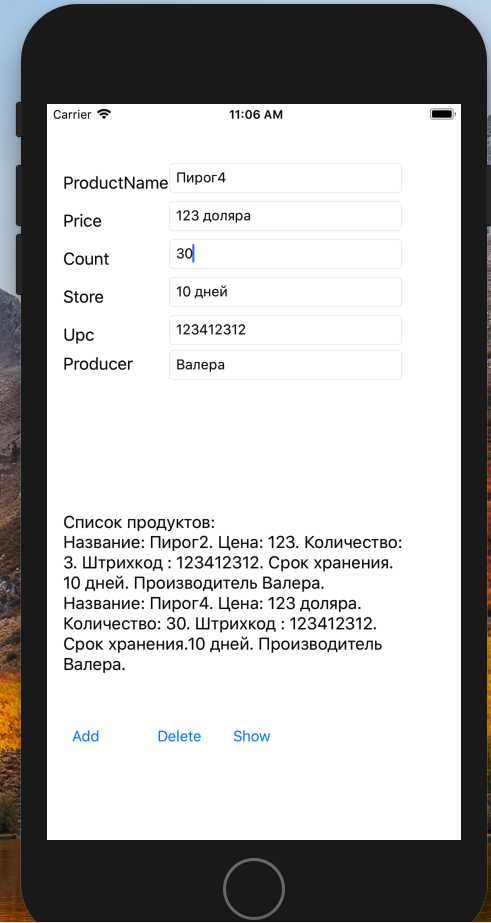 Carrier 11:06 AM
ProductName Пирог4
Price 123 доляра
Count 30
Store 10 дней
Upc 123412312
Producer Валера
Список продуктов:
Название: Пирог2. Цена: 123. Количество:
3. Штрихкод : 123412312. Срок хранения.
10 дней. Производитель Валера.
Название: Пирог4. Цена: 123 доляра.
Количество: 30. Штрихкод : 123412312.
Срок хранения.10 дней. Производитель
Валера.
Add Delete Show